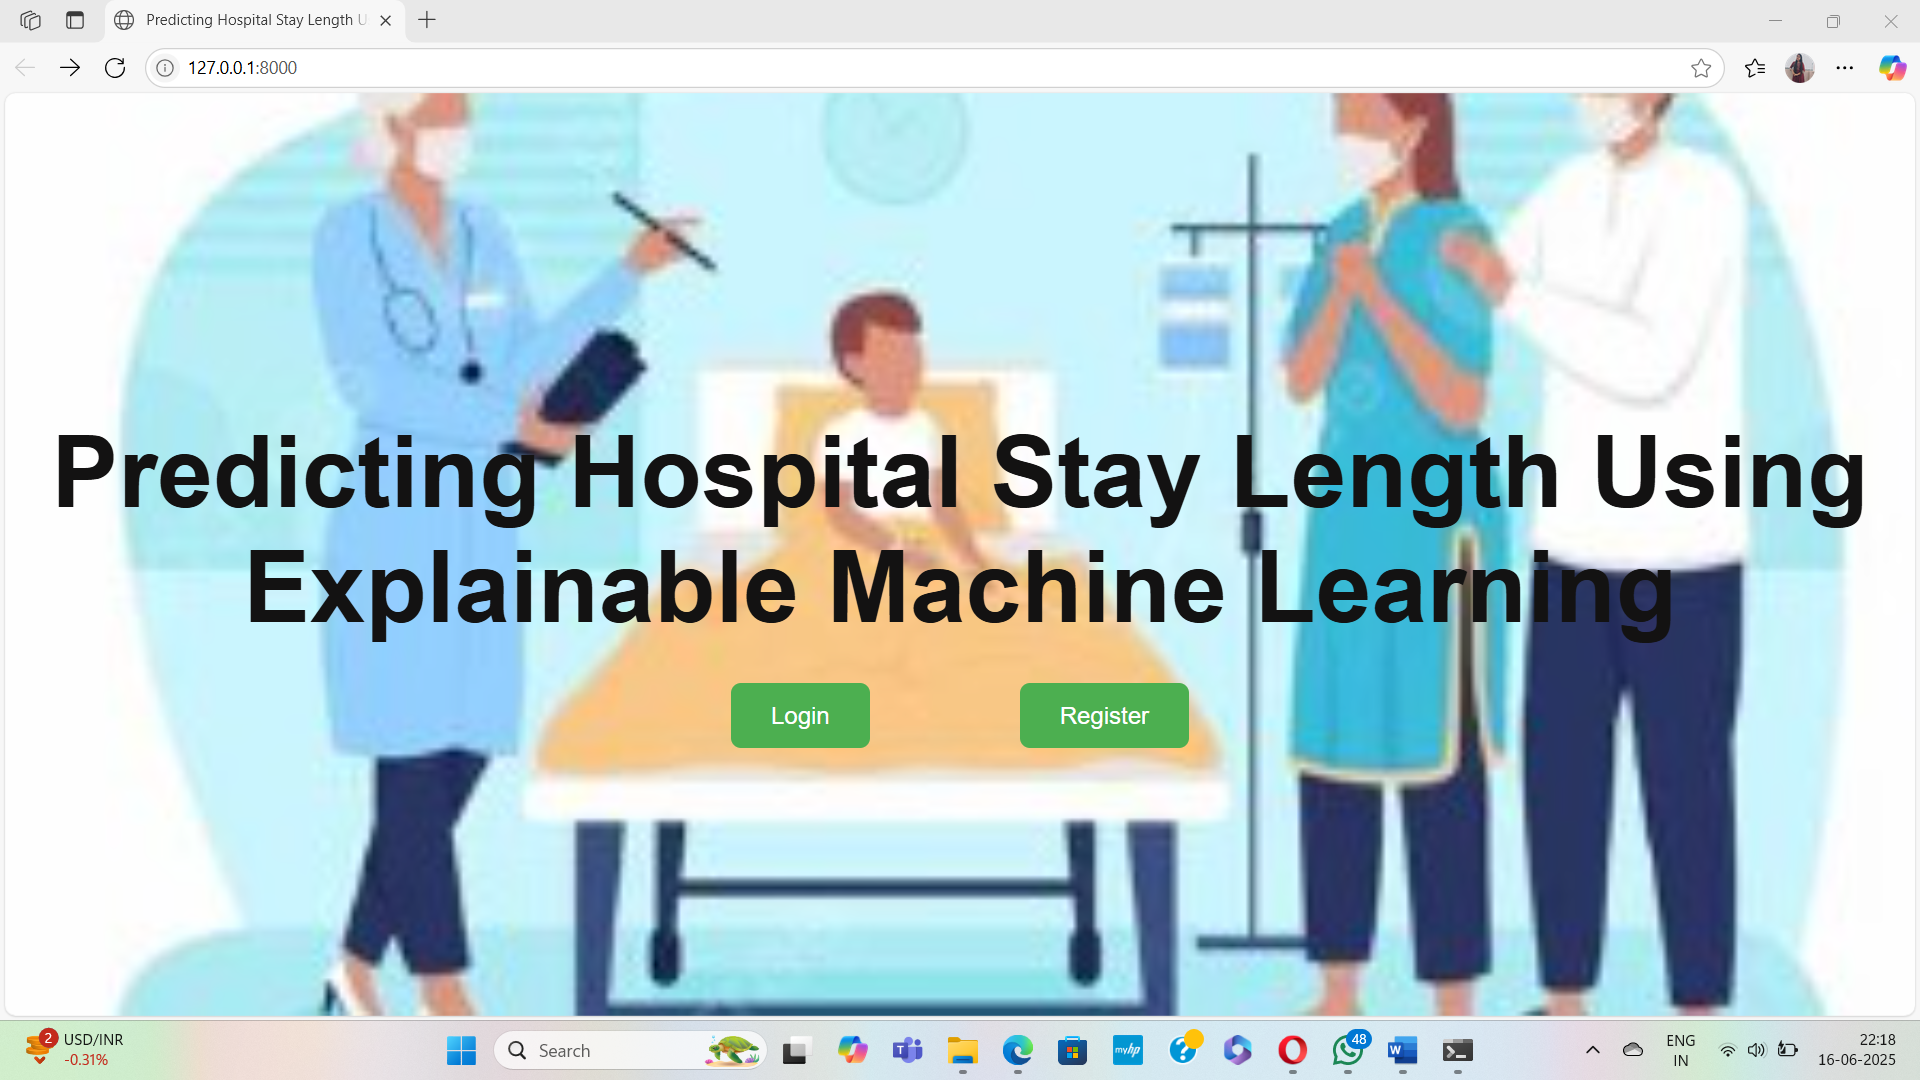 Predicting Hospital Stay Length U
127.0.0.1:8000
Predicting Hospital Stay Length Using
Explainable Machine Learning
Login
Register
2
USD/INR
-0.31%
Search
myhp
48
ENG
IN
22:18
16-06-2025